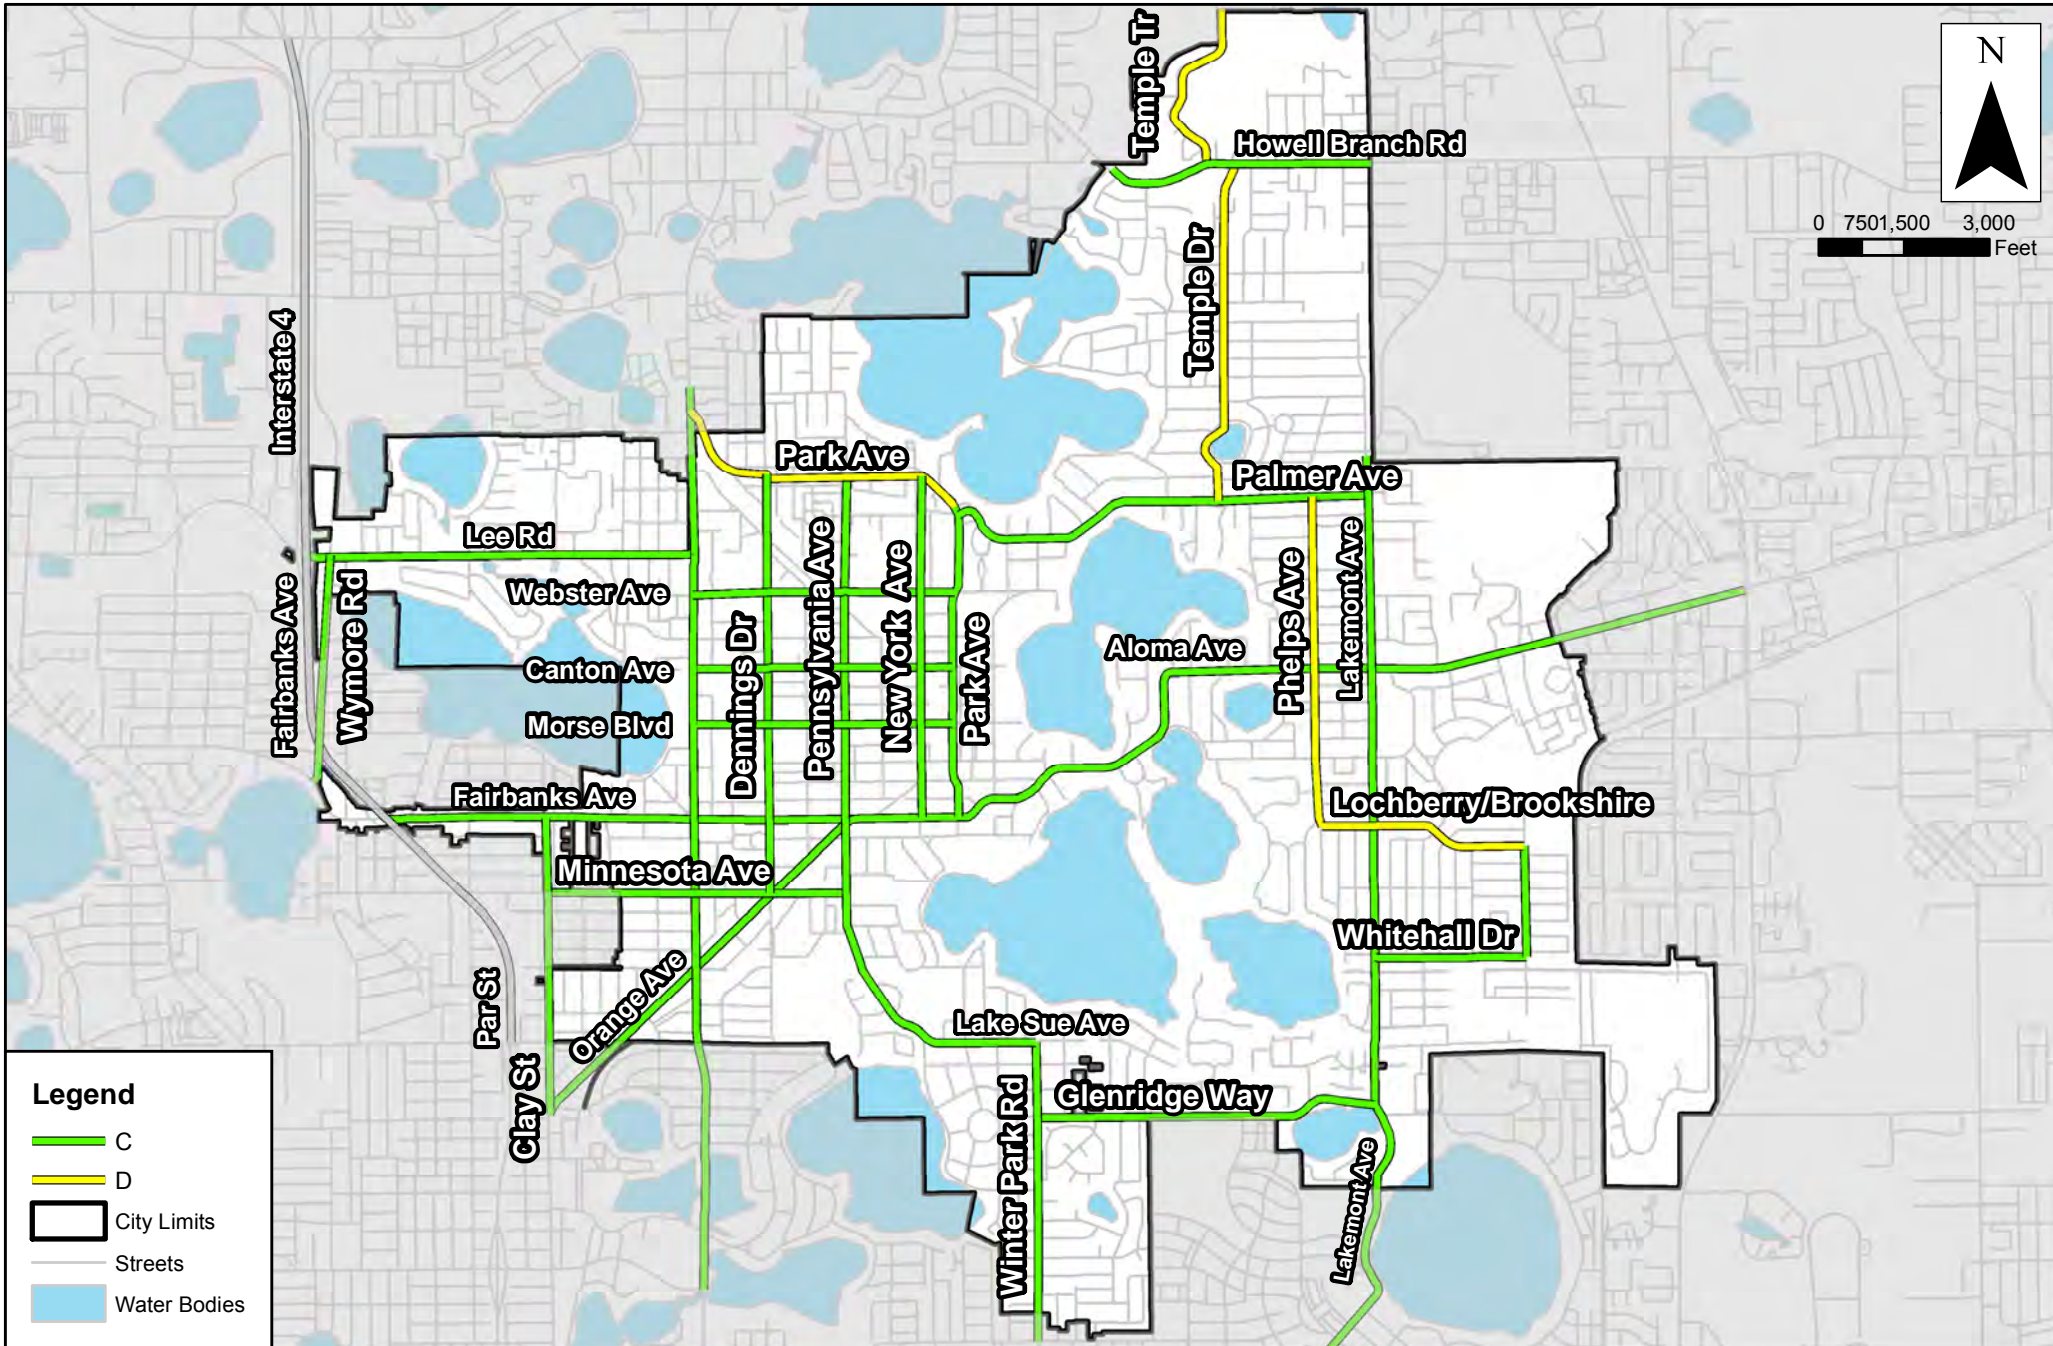 Temple Tr
N
Howell Branch Rd
0 7501,500 3,000
Feet
Temple Dr
Interstate 4
Park Ave
Palmer Ave
Lee Rd
Webster Ave
Pennsylvania Ave
New York Ave
Lakemont Ave
Phelps Ave
Fairbanks Ave
Wymore Rd
Dennings Dr
Park Ave
Aloma Ave
Canton Ave
Morse Blvd
Fairbanks Ave
Lochberry/Brookshire
Minnesota Ave
Whitehall Dr
Par St
Orange Ave
Lake Sue Ave
Clay St
Glenridge Way
Winter Park Rd
Lakemont Ave
Legend
C
D
City Limits
Streets
Water Bodies